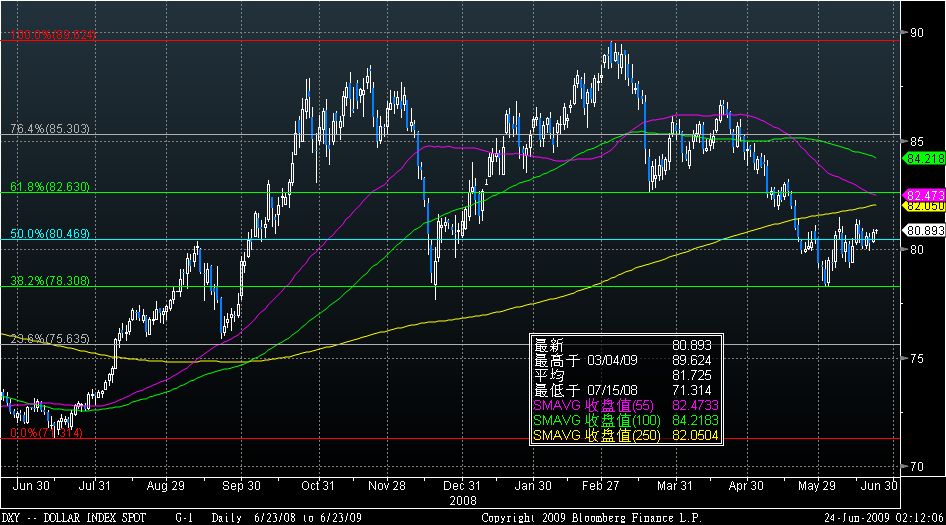 90
100.0%(89.624)
76.4%(85.303)
85
84.218
61.8%(82.630)
82.473
82.050
50.0%(80.469)
80.893
80
38.2%(78.308)
23.6%(75.635)
75
最新 80.893
最高于 03/04/09 89.624
平均 81.725
最低于 07/15/08 71.314
SMAVG 收盘值(55) 82.4733
SMAVG 收盘值(100) 84.2183
SMAVG 收盘值(250) 82.0504
0.0%(71.314)
70
Jun 30 Jul 31 Aug 29 Sep 30 Oct 31 Nov 28 Dec 31 Jan 30 Feb 27 Mar 31 Apr 30 May 29 Jun 30
2008
DXY -- DOLLAR INDEX SPOT G-1 Daily 6/23/08 to 6/23/09 Copyright 2009 Bloomberg Finance L.P. 24-Jun-2009 02:12:06